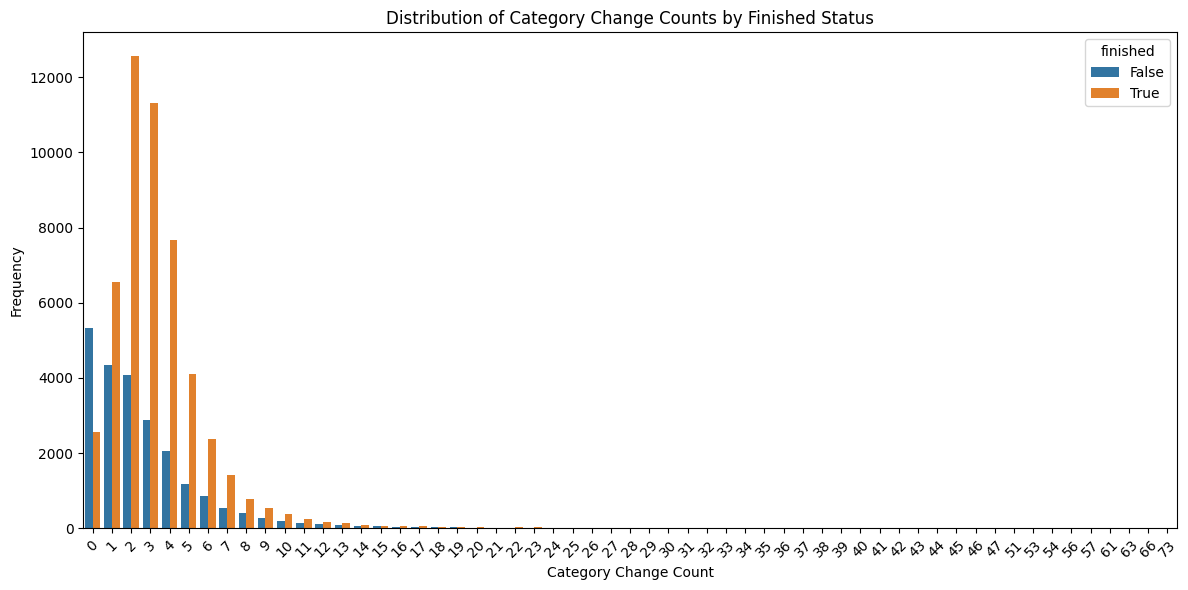 Distribution of Category Change Counts by Finished Status
finished
False
True
Frequency
12000
10000
8000
6000
4000
2000
0
0 1 2 3 4 5 6 7 8 9 10 11 12 13 14 15 16 17 18 19 20 21 22 23 24 25 26 27 28 29 30 31 32 33 34 35 36 37 38 39 40 41 42 43 44 45 46 47 51 53 54 56 57 61 63 66 73
Category Change Count